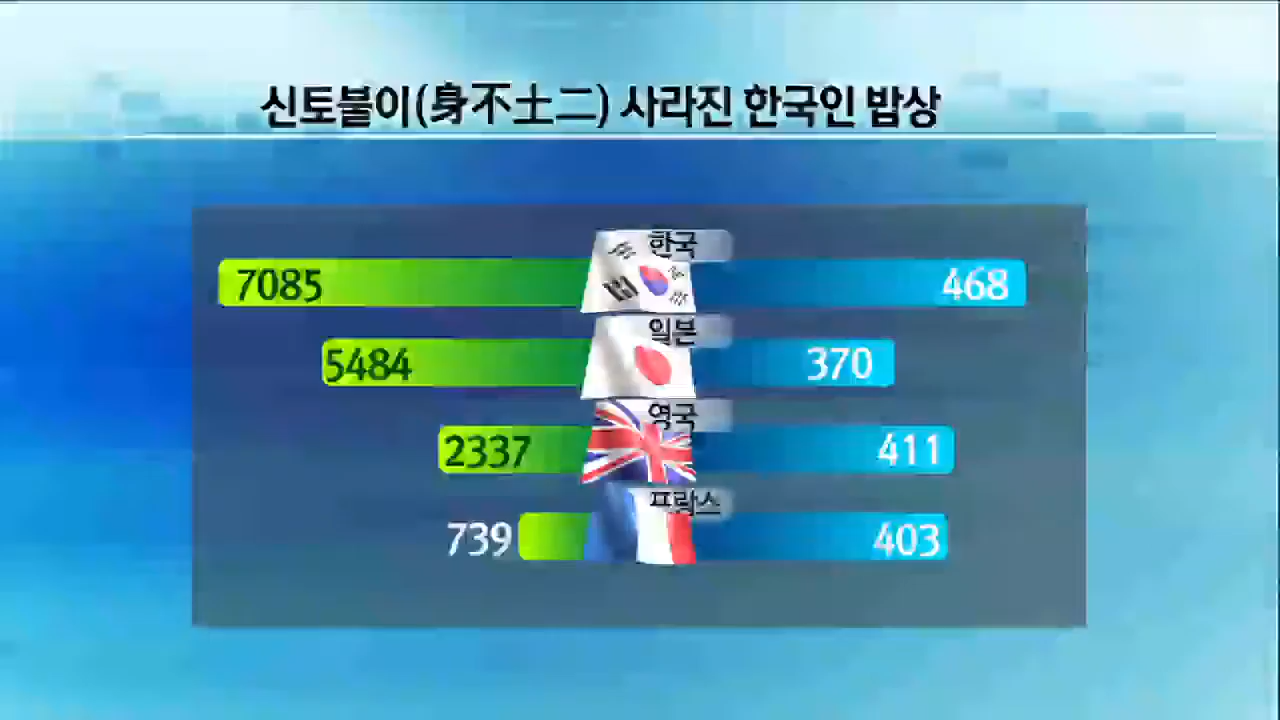 신토불이(身不土二) 사라진 한국인 밥상
한국
7085 468
일본
5484 370
영국
2337 411
프랑스
739 403